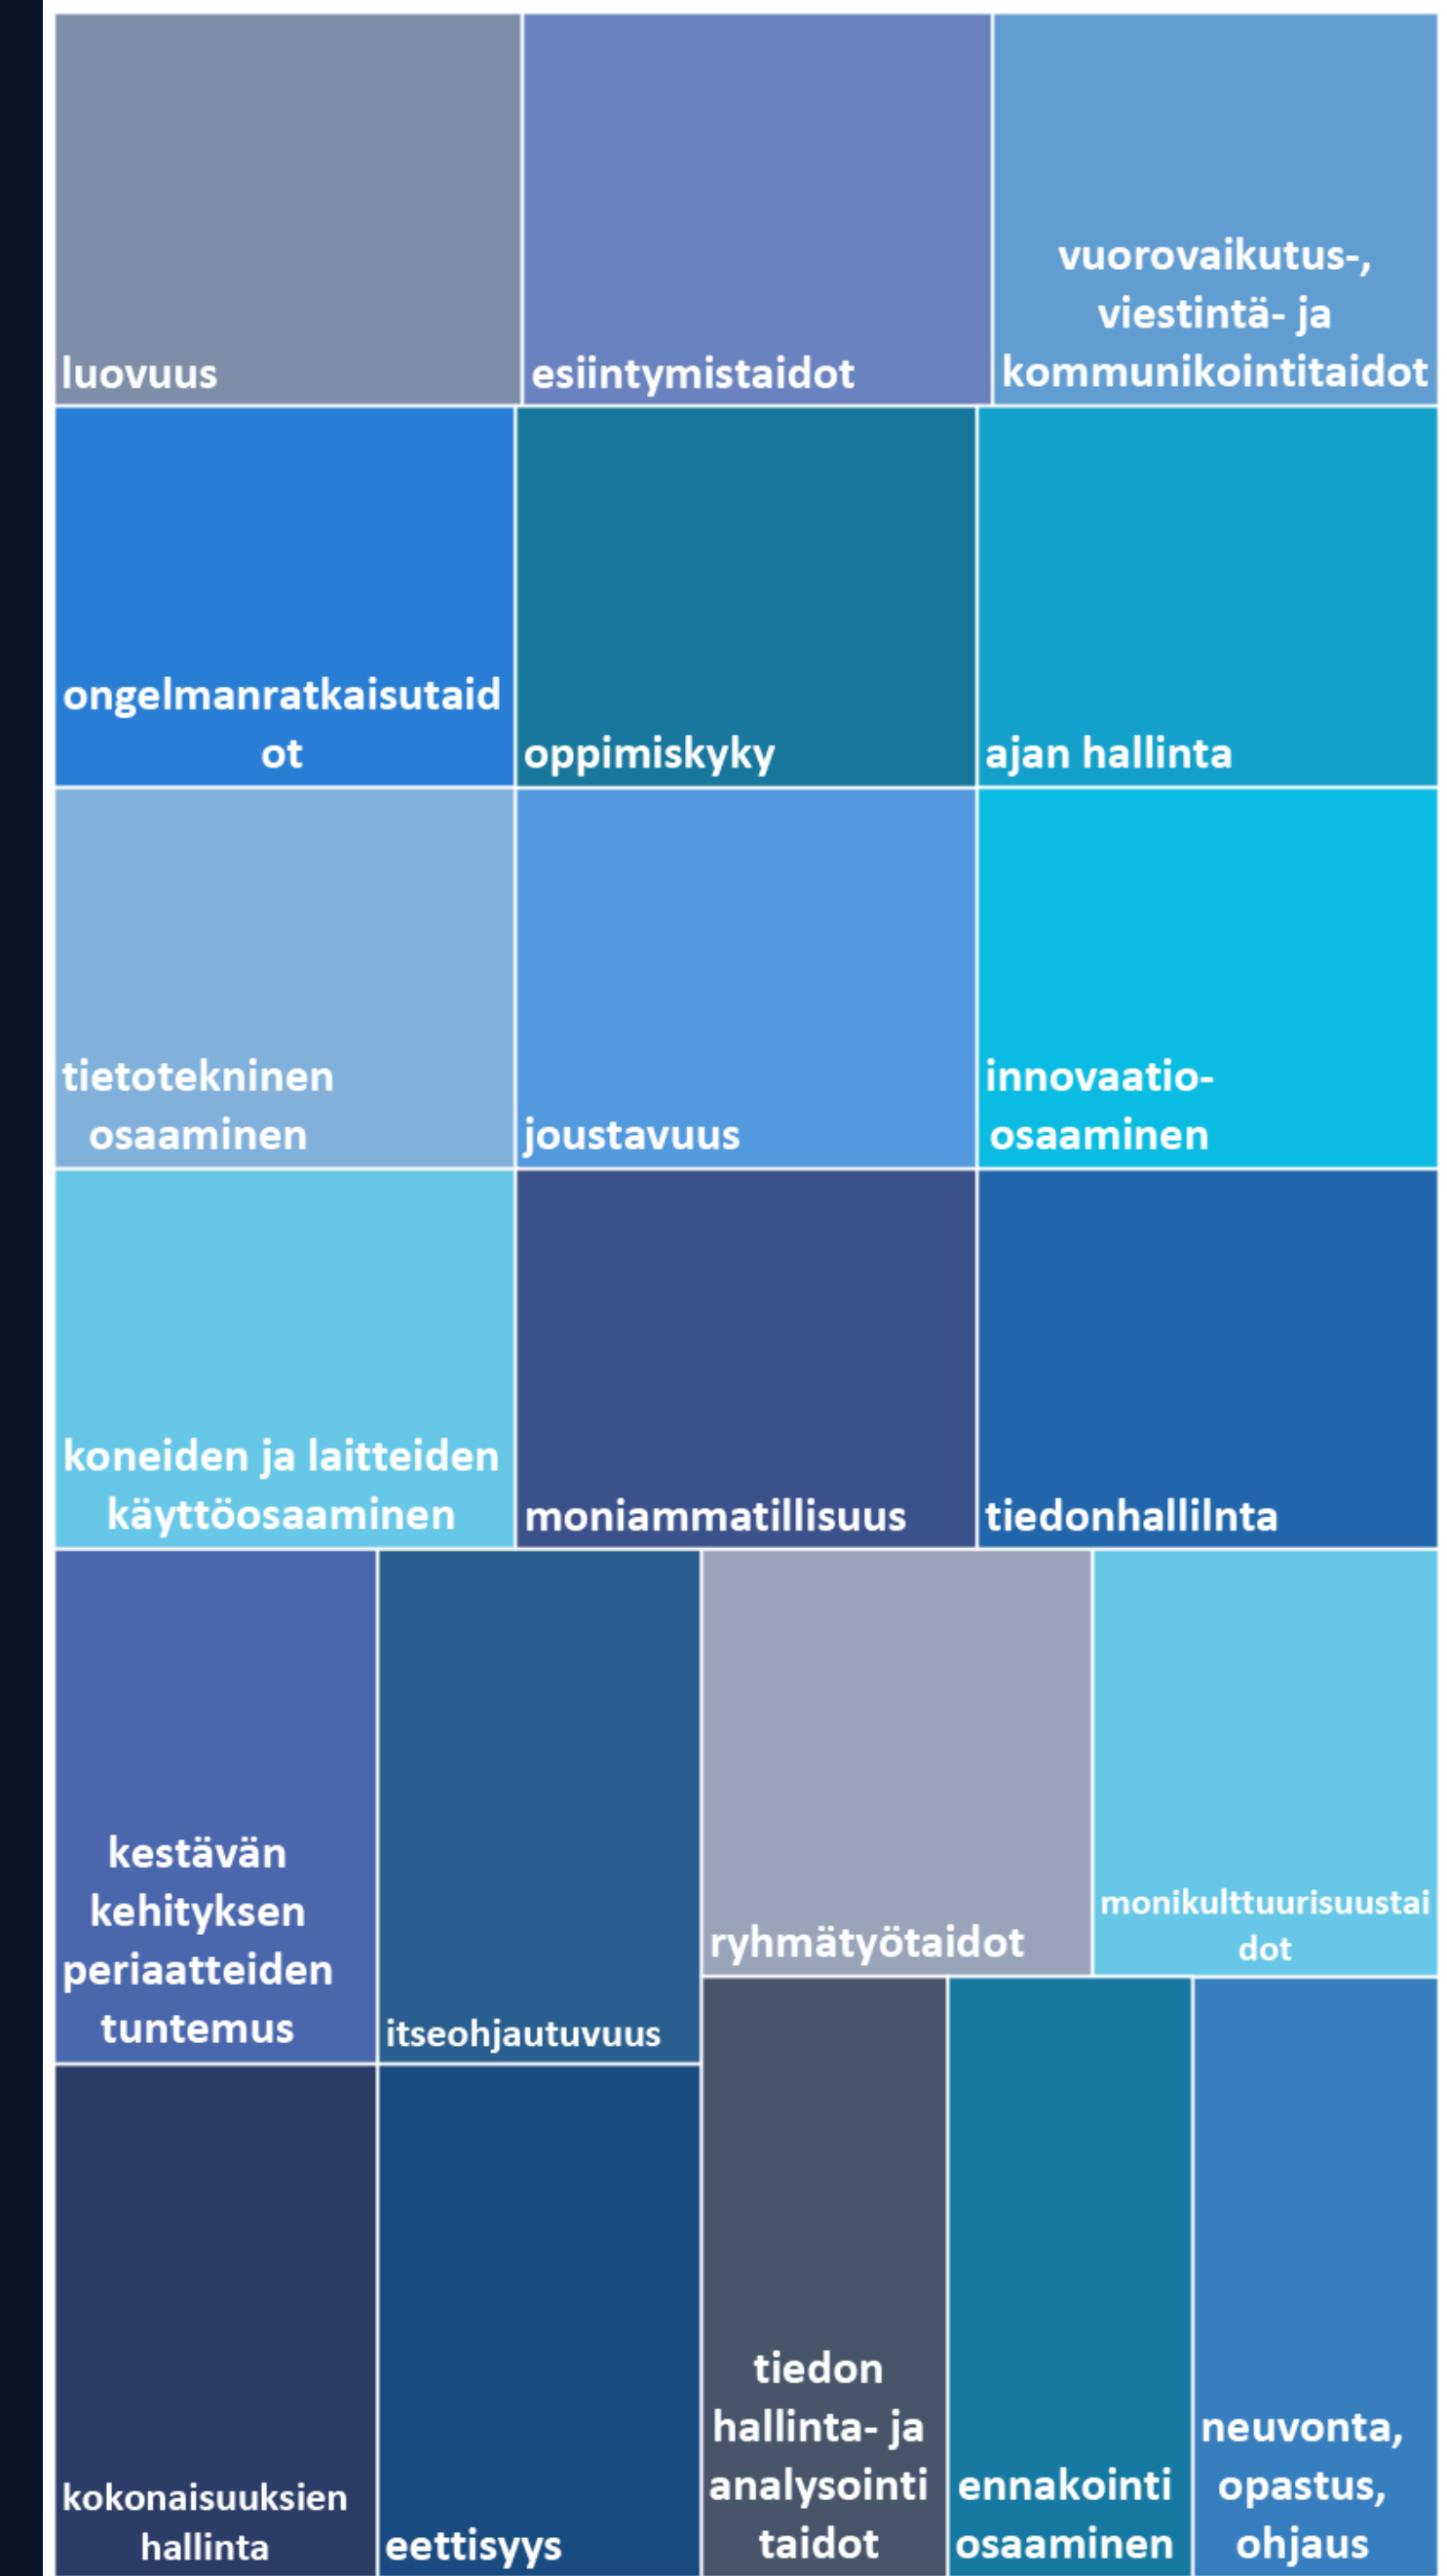 luovuus
esiintymistaidot
vuorovaikutus-,
viestintä- ja
kommunikointitaidot
ongelmanratkaisutaid
ot
oppimiskyky
ajan hallinta
tietotekninen
osaaminen
joustavuus
innovaatio-
osaaminen
koneiden ja laitteiden
käyttöosaaminen
moniammatillisuus
tiedonhallilnta
kestävän
kehityksen
periaatteiden
tuntemus
itseohjautuvuus
ryhmätyötaidot
monikulttuurisuustai
dot
kokonaisuuksien
hallinta
eettisyys
tiedon
hallinta- ja
analysointi
taidot
ennakointi
osaaminen
neuvonta,
opastus,
ohjaus